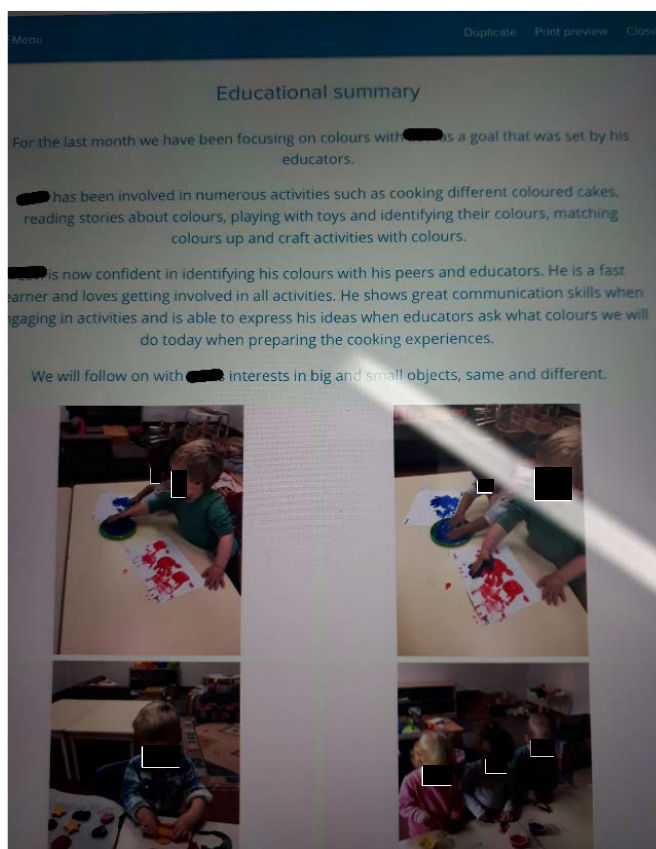 Menu
Duplicate Print preview Close
Educational summary
For the last month we have been focusing on colours with as a goal that was set by his
educators.
has been involved in numerous activities such as cooking different coloured cakes,
reading stories about colours, playing with toys and identifying their colours, matching
colours up and craft activities with colours.
is now confident in identifying his colours with his peers and educators. He is a fast
earner and loves getting involved in all activities. He shows great communication skills when
ngaging in activities and is able to express his ideas when educators ask what colours we will
do today when preparing the cooking experiences.
We will follow on with interests in big and small objects, same and different.